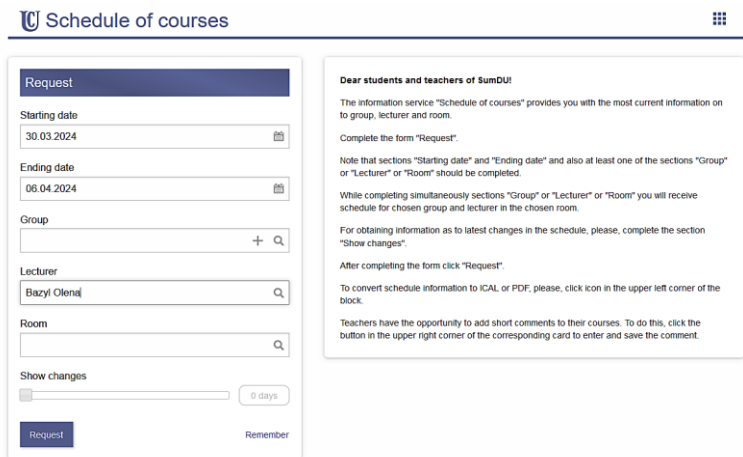 Schedule of courses
Request
Starting date
30.03.2024
Ending date
06.04.2024
Group
Lecturer
Bazyl Olena
Room
Show changes
0 days
Request
Remember
Dear students and teachers of SumDU!
The information service "Schedule of courses" provides you with the most current information on
to group, lecturer and room.
Complete the form "Request".
Note that sections "Starting date" and "Ending date" and also at least one of the sections "Group"
or "Lecturer" or "Room" should be completed.
While completing simultaneously sections "Group" or "Lecturer" or "Room" you will receive
schedule for chosen group and lecturer in the chosen room.
For obtaining information as to latest changes in the schedule, please, complete the section
"Show changes".
After completing the form click "Request".
To convert schedule information to ICAL or PDF, please, click icon in the upper left corner of the
block.
Teachers have the opportunity to add short comments to their courses. To do this, click the
button in the upper right corner of the corresponding card to enter and save the comment.